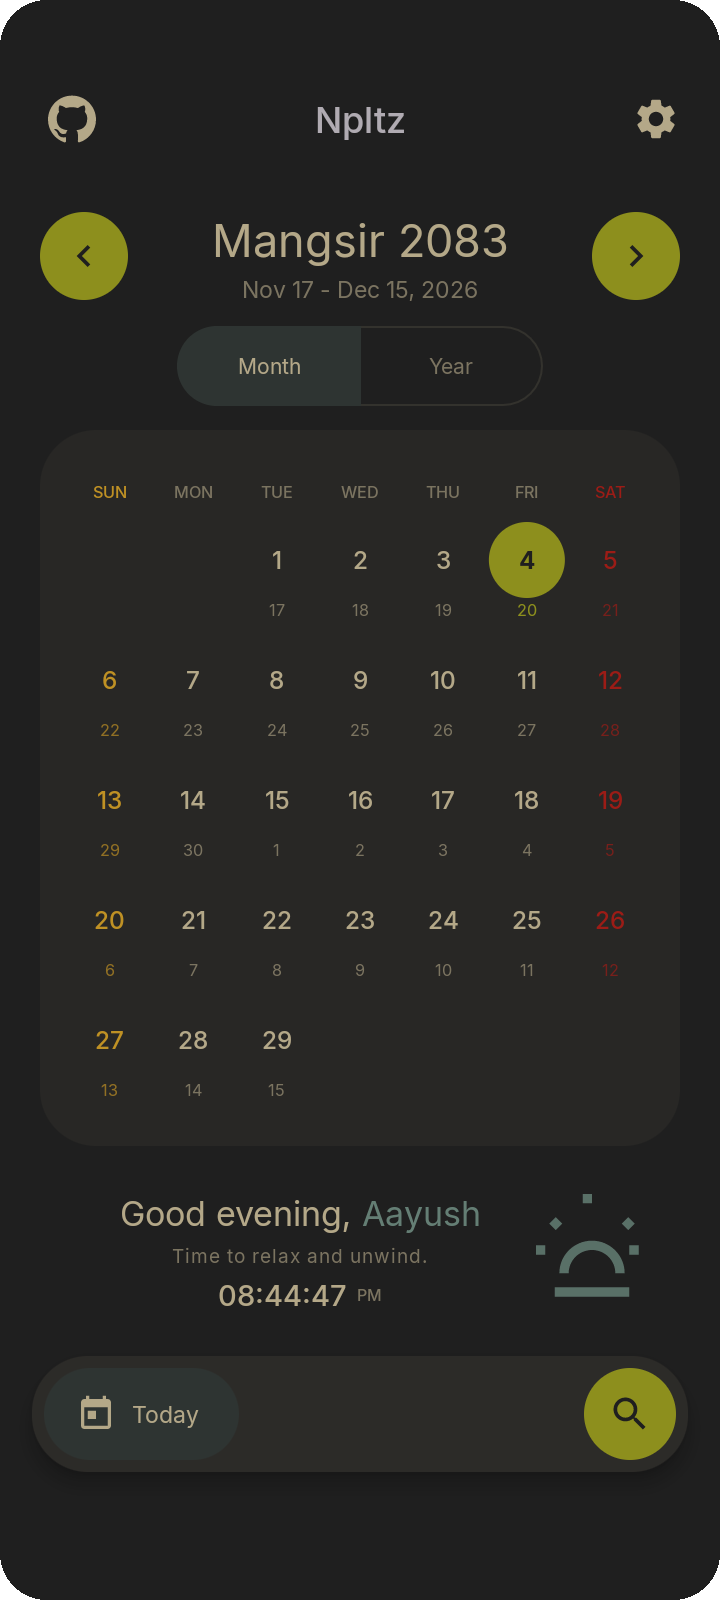 Npltz
Mangsir 2083
Nov 17 - Dec 15, 2026
Month Year
SUN MON TUE WED THU FRI SAT
1 2 3 4 5
17 18 19 20 21
6 7 8 9 10 11 12
22 23 24 25 26 27 28
13 14 15 16 17 18 19
29 30 1 2 3 4 5
20 21 22 23 24 25 26
6 7 8 9 10 11 12
27 28 29
13 14 15
Good evening, Aayush
Time to relax and unwind.
08:44:47 PM
Today